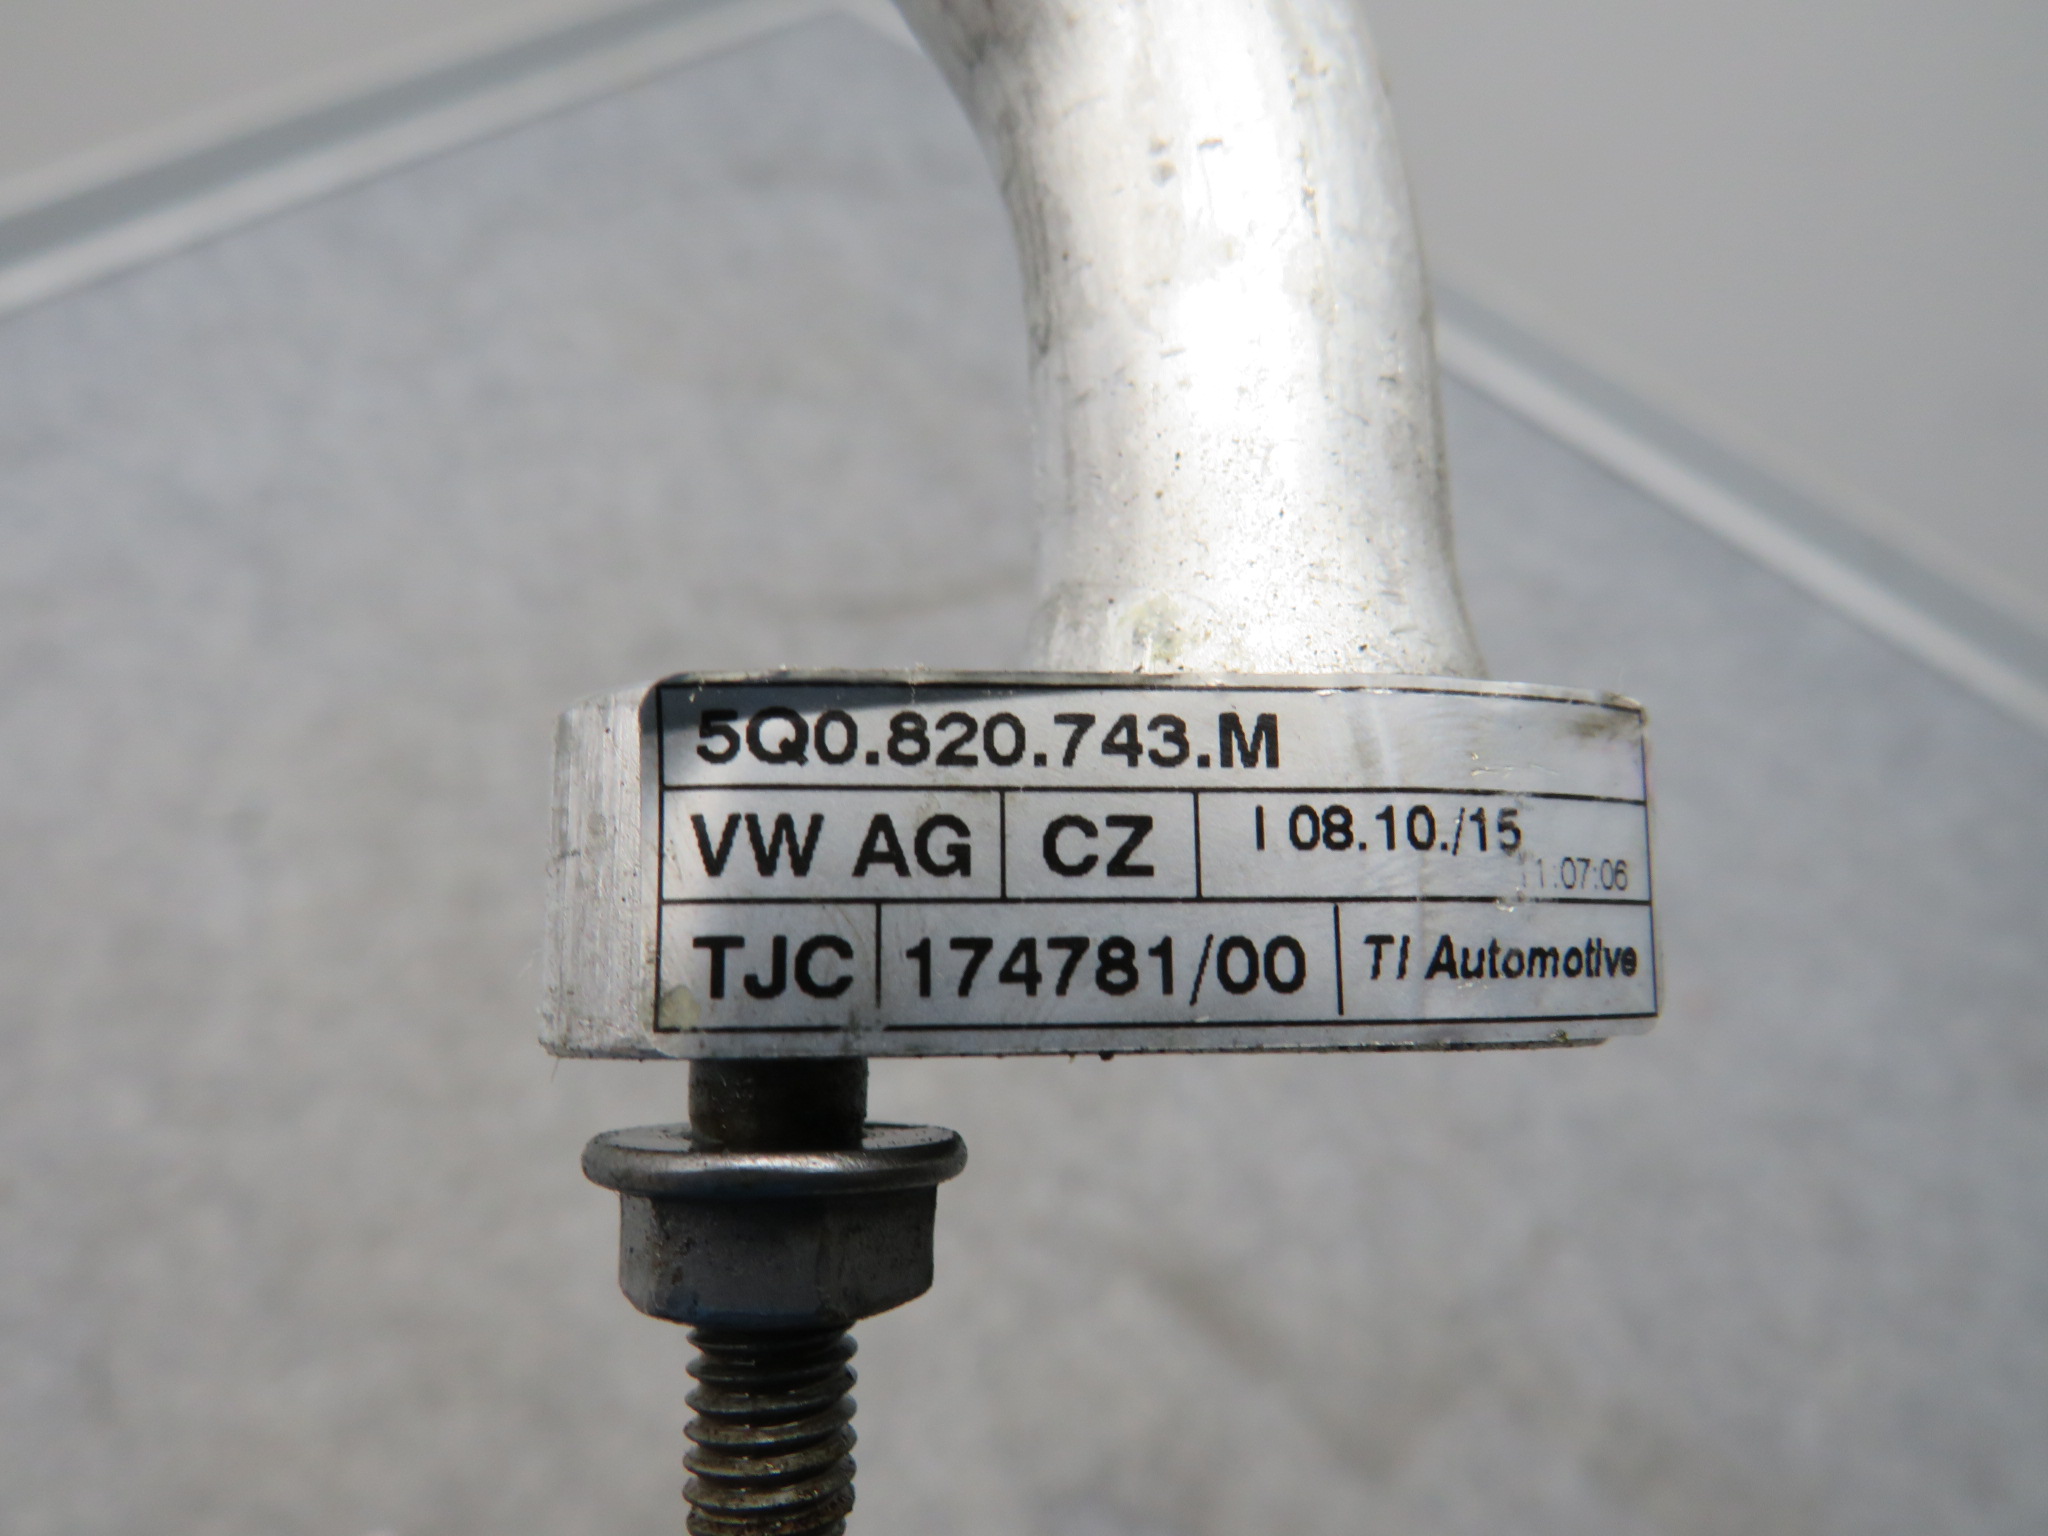 5Q0.820.743.M
VW AG CZ I 08.10./15
11:07:06
TJC 174781/00 TI Automotive